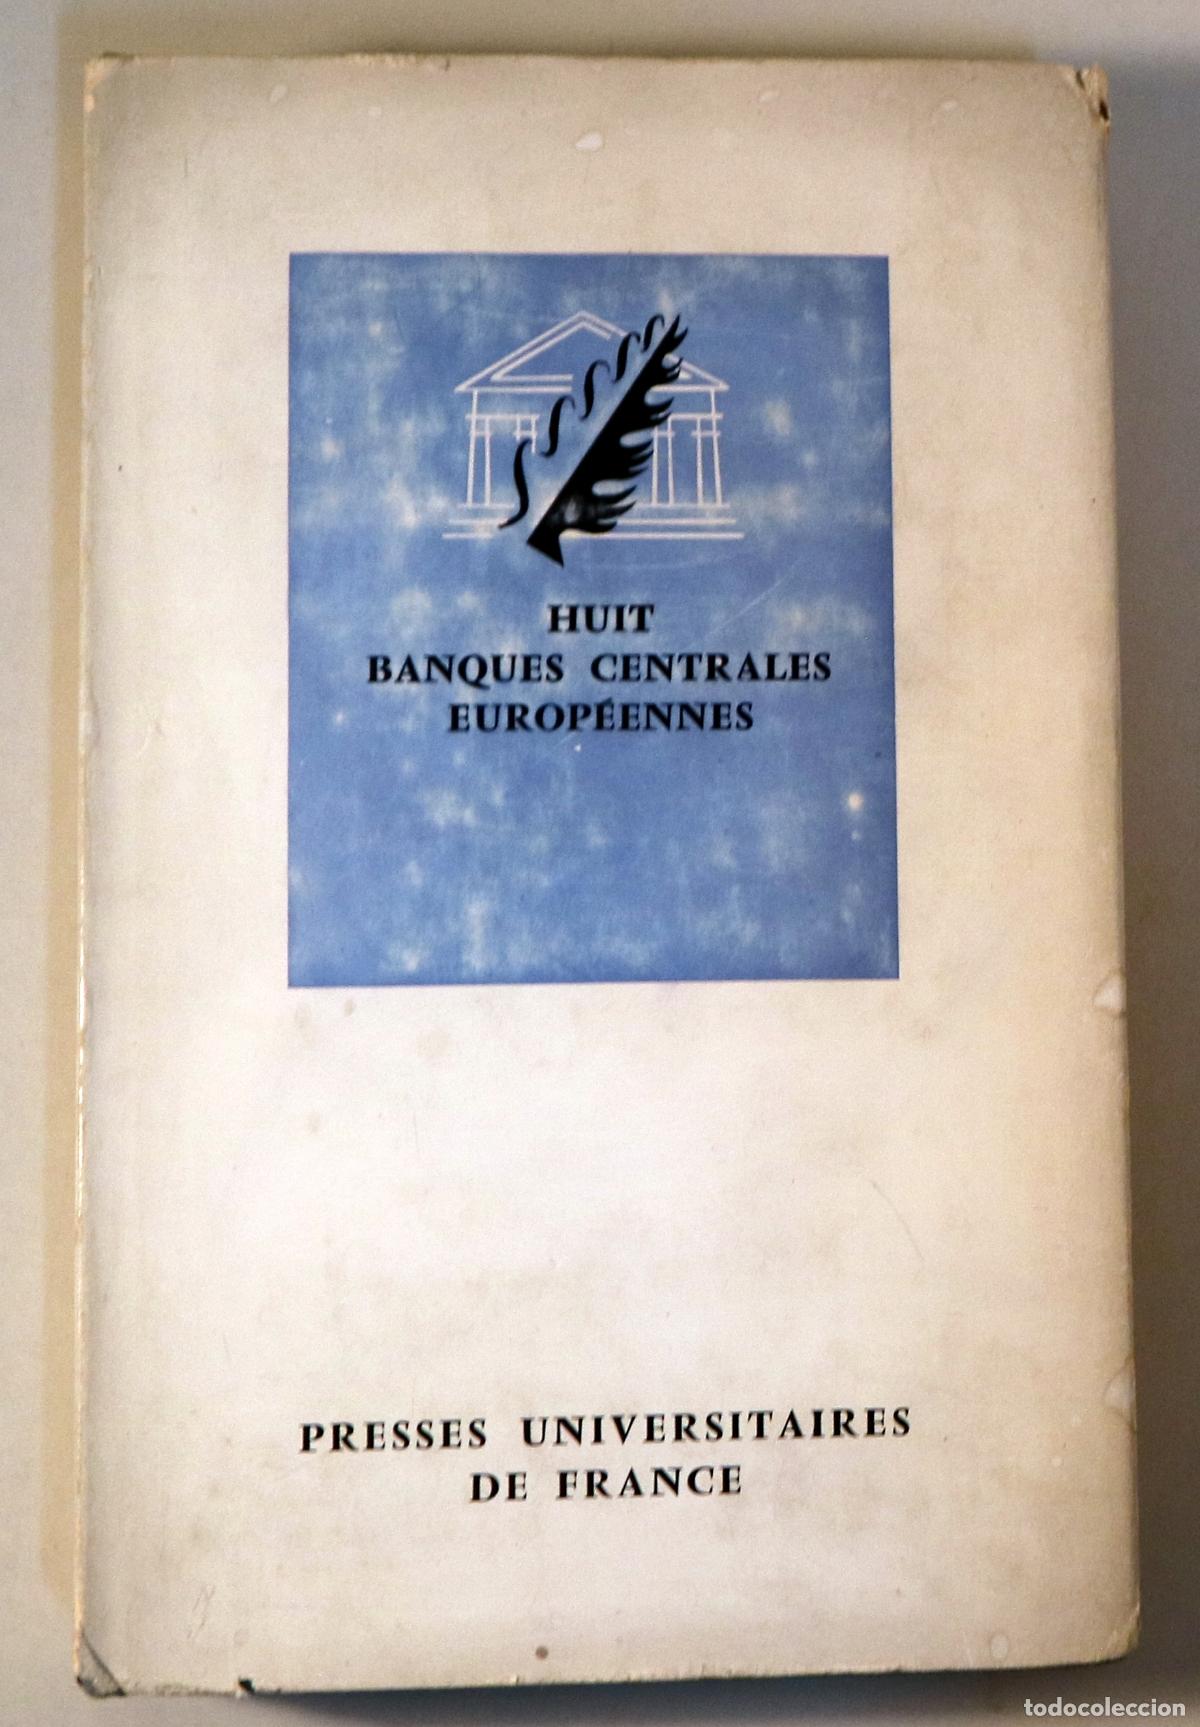 HUIT
BANQUES CENTRALES
EUROPÉENNES
PRESSES UNIVERSITAIRES
DE FRANCE
todocoleccion